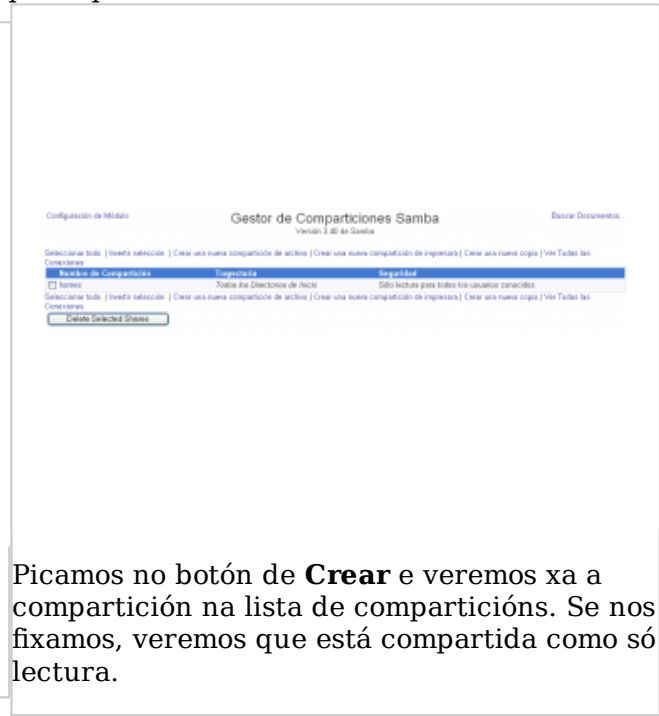 Configuración de Módulo
Gestor de Comparticiones Samba
Buscar Documentos..
Versión 3.40 de Samba
Seleccionar todo. | Invertir selección. | Crear una nueva compartición de archivo | Crear una nueva compartición de impresora | Crear una nueva copia | Ver Todas las
Conexiones
Nombre de Compartición Trayectoria Seguridad
homes Todos los Directorios de Inicio Sólo lectura para todos los usuarios conocidos
Seleccionar todo. | Invertir selección. | Crear una nueva compartición de archivo | Crear una nueva compartición de impresora | Crear una nueva copia | Ver Todas las
Conexiones
Delete Selected Shares
Picamos no botón de Crear e veremos xa a
compartición na lista de comparticións. Se nos
fixamos, veremos que está compartida como só
lectura.